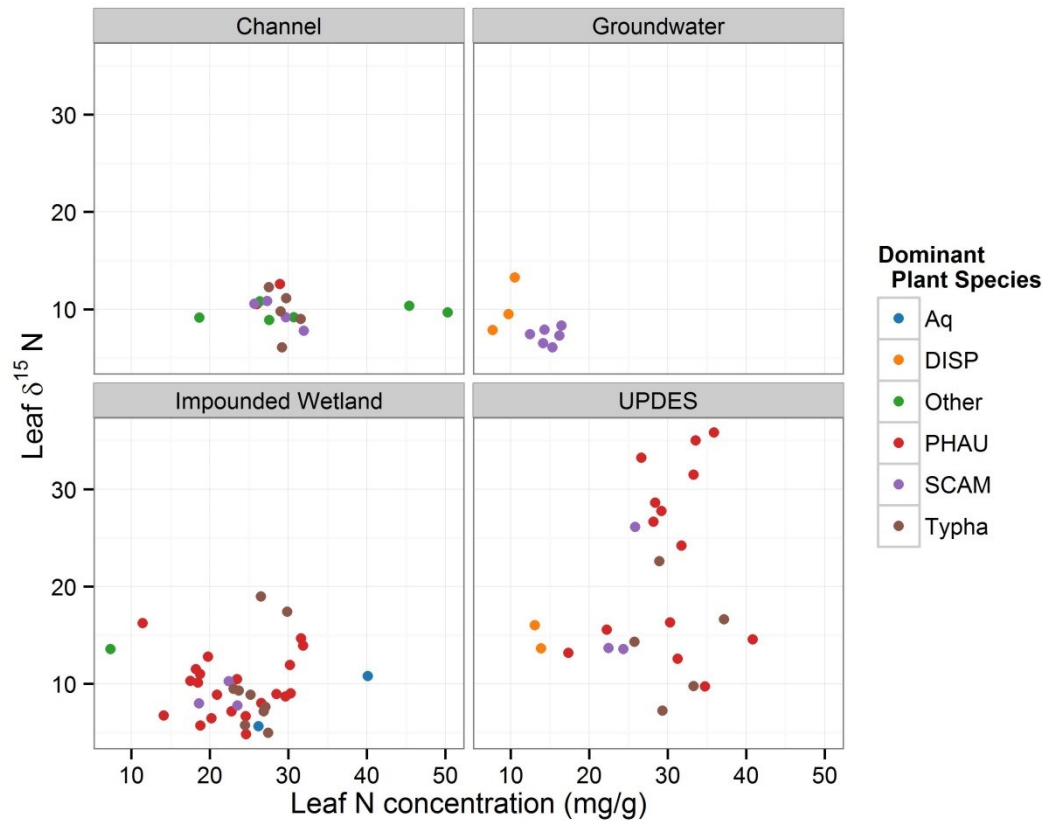 Channel
Groundwater
30
20
10
Impounded Wetland
UPDES
30
20
10
10 20 30 40 50
10 20 30 40 50
Leaf N concentration (mg/g)
Leaf δ¹⁵ N
Dominant
Plant Species
Aq
DISP
Other
PHAU
SCAM
Typha